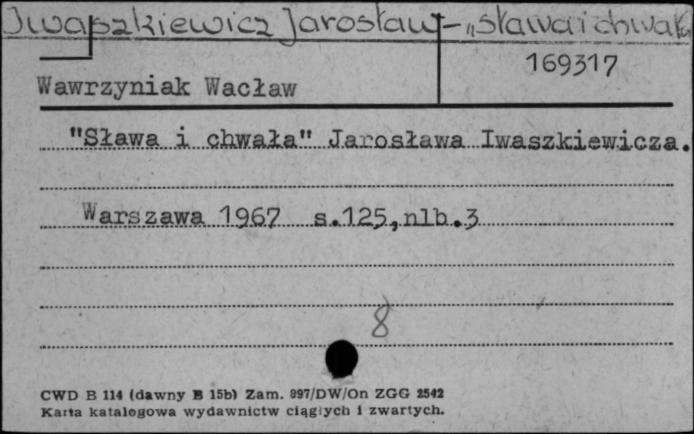 Iwaszkiewicz Jarosław - „Sława i chwała
169317
Wawrzyniak Wacław
"Sława i chwała" Jarosława Iwaszkiewicza.
Warszawa 1967 s.125,nlb.3
8
CWD B 114 (dawny B 15b) Zam. 997/DW/On ZGG 2542
Karta katalogowa wydawnictw ciągłych i zwartych.